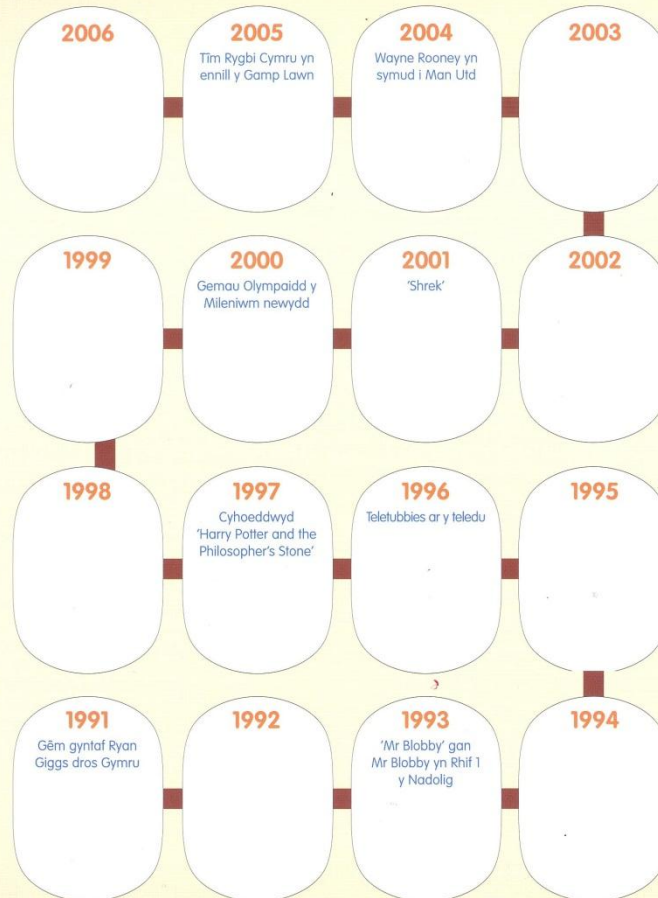 2006
2005
Tîm Rygbi Cymru yn
ennill y Gamp Lawn
2004
Wayne Rooney yn
symud i Man Utd
2003
1999
2000
Gemau Olympaidd y
Mileniwm newydd
2001
'Shrek'
2002
1998
1997
Cyhoeddwyd
'Harry Potter and the
Philosopher's Stone'
1996
Teletubbies ar y teledu
1995
1991
Gêm gyntaf Ryan
Giggs dros Gymru
1992
1993
'Mr Blobby' gan
Mr Blobby yn Rhif 1
y Nadolig
1994